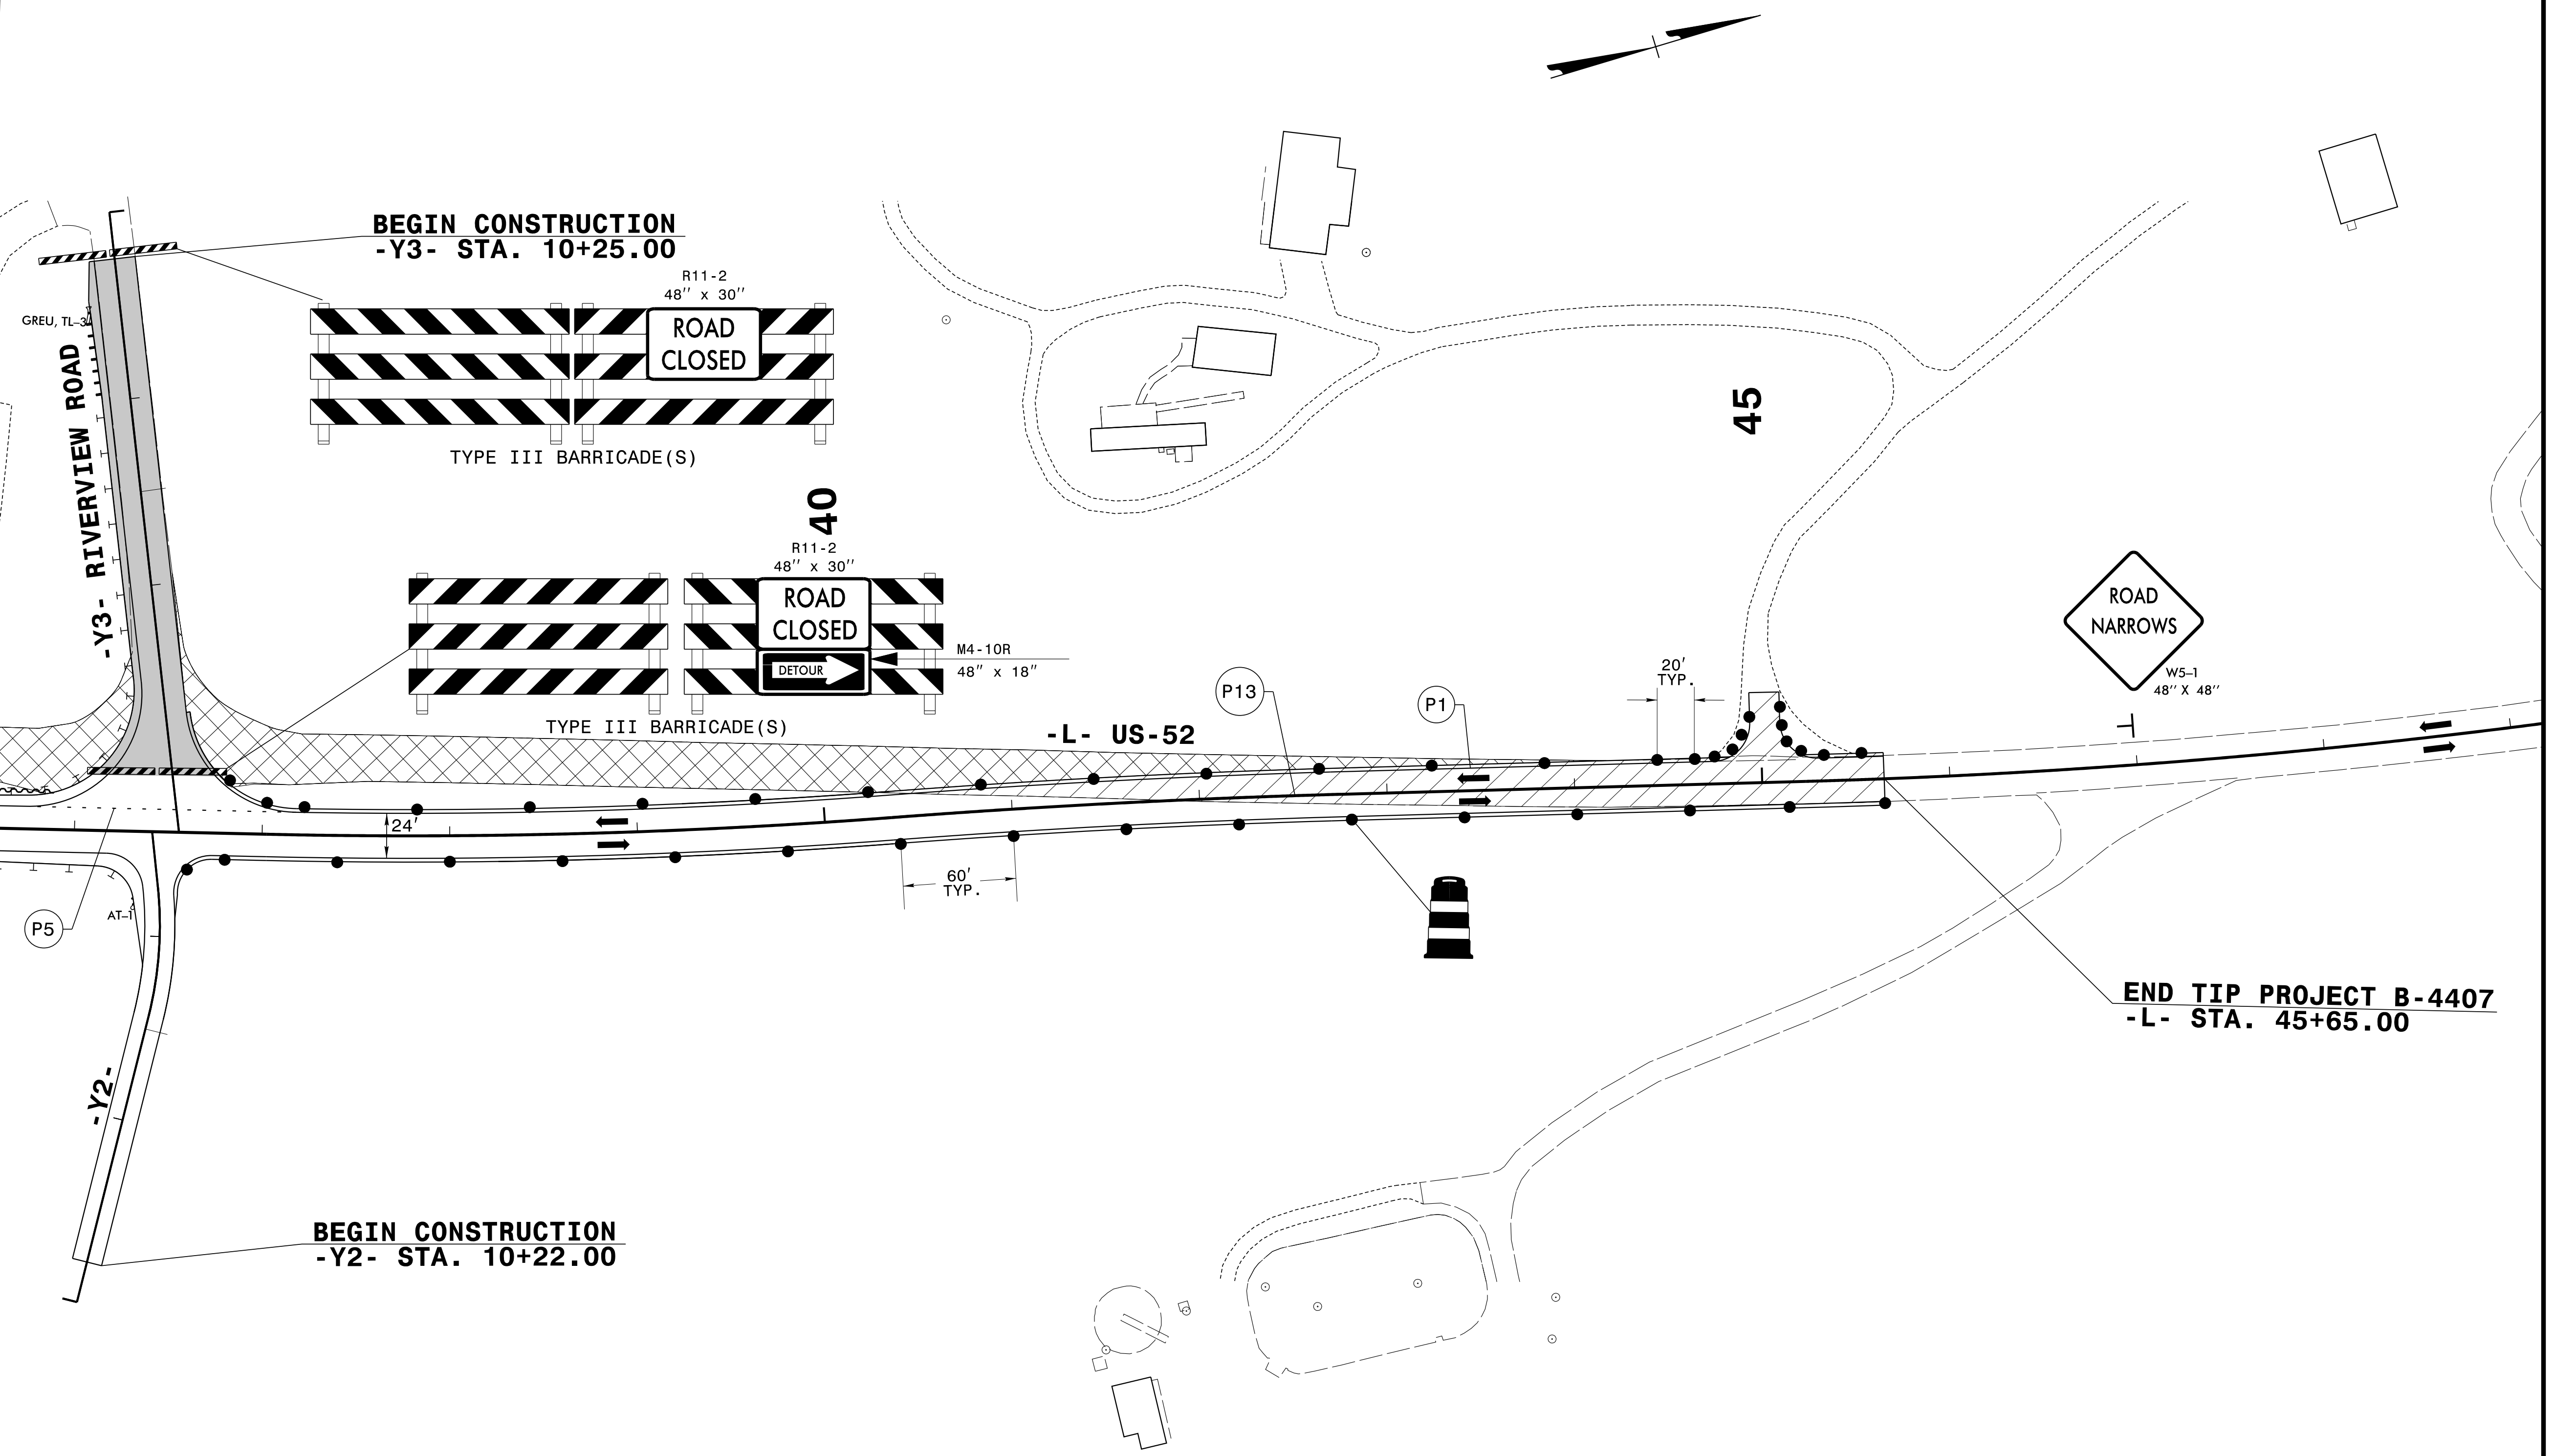 BEGIN CONSTRUCTION
-Y3- STA. 10+25.00
R11-2
48" x 30"
ROAD
CLOSED
TYPE III BARRICADE(S)
GREU, TL-3
-Y3- RIVERVIEW ROAD
40
R11-2
48" x 30"
ROAD
CLOSED
DETOUR
M4-10R
48" x 18"
TYPE III BARRICADE(S)
45
ROAD
NARROWS
W5-1
48" X 48"
20'
TYP.
P13
P1
-L- US-52
24'
60'
TYP.
P5
AT-1
END TIP PROJECT B-4407
-L- STA. 45+65.00
-Y2-
BEGIN CONSTRUCTION
-Y2- STA. 10+22.00